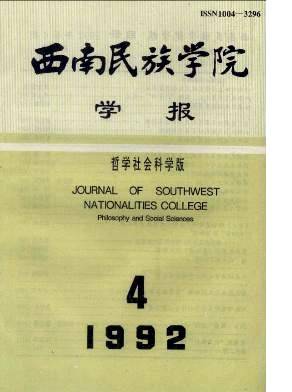 ISSN1004—3296
西南民族学院
学报
哲学社会科学版
JOURNAL OF SOUTHWEST
NATIONALITIES COLLEGE
Philosophy and Social Sciences
4
1992